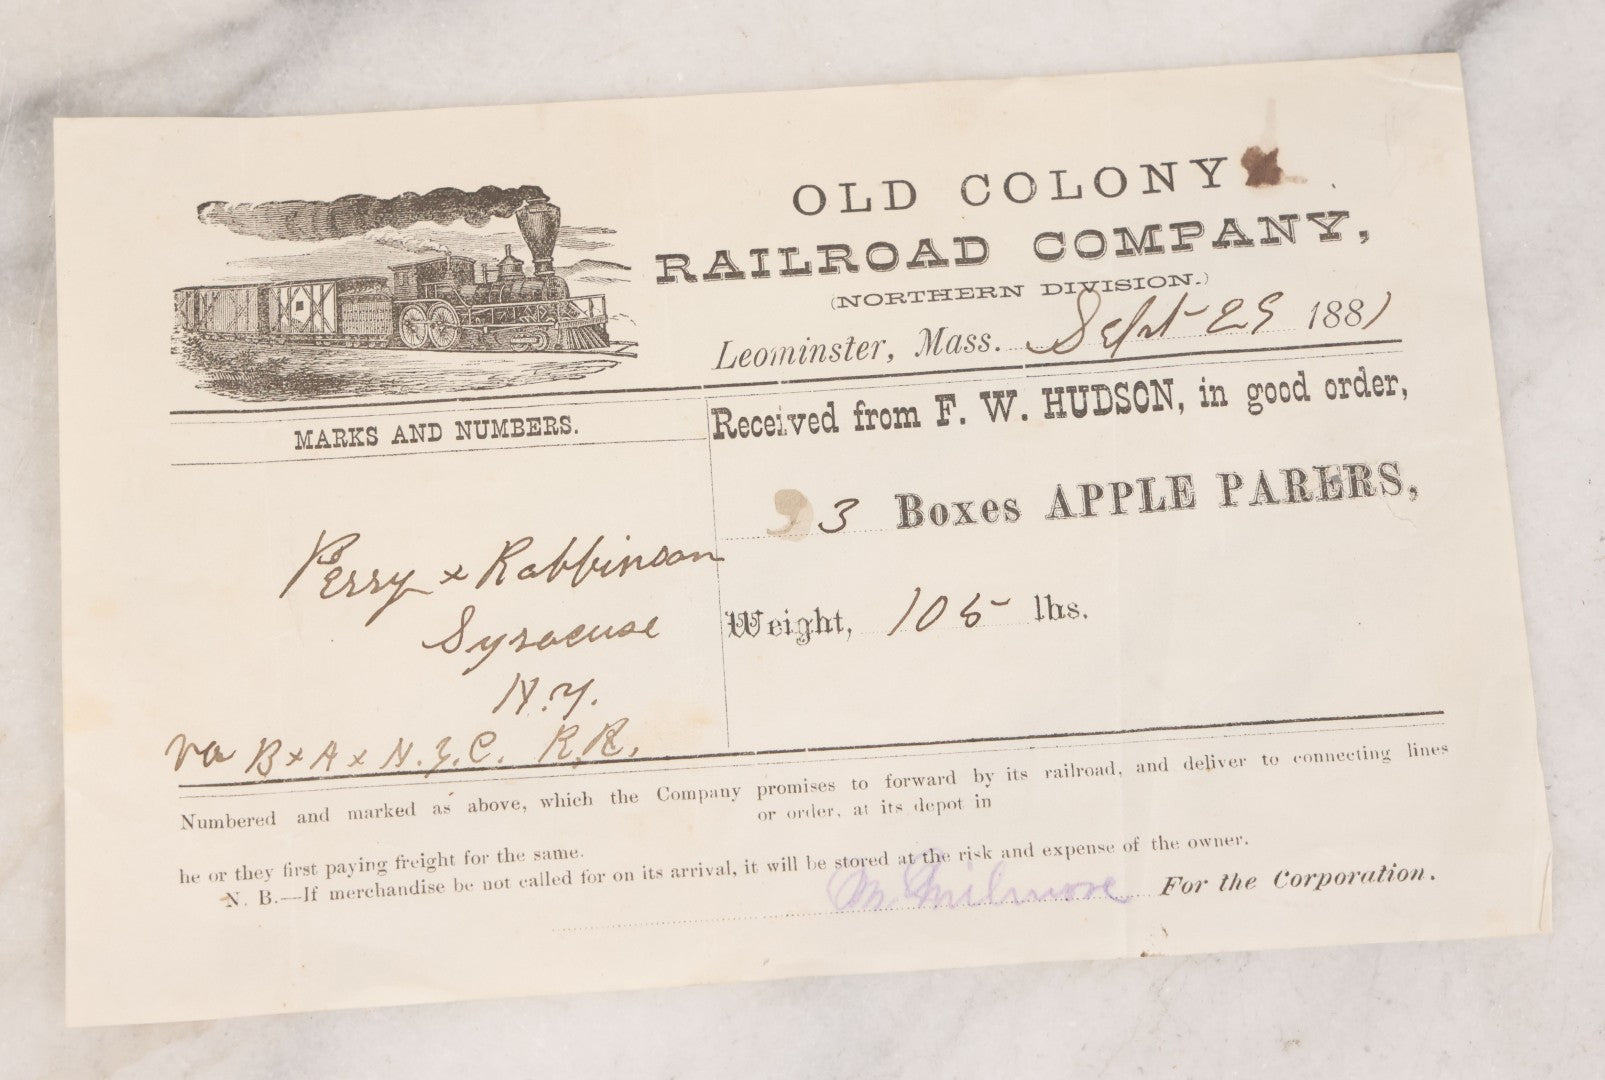 OLD COLONY
RAILROAD COMPANY,
(NORTHERN DIVISION.)
Leominster, Mass. Sept 29 1881
MARKS AND NUMBERS.
Perry & Robbinson
Syracuse
N.Y.
via B & A & N.Y.C. R.R.
Received from F. W. HUDSON, in good order,
3 Boxes APPLE PARERS,
Weight, 105 lbs.
Numbered and marked as above, which the Company promises to forward by its railroad, and deliver to connecting lines
or order, at its depot in
he or they first paying freight for the same.
N. B.—If merchandise be not called for on its arrival, it will be stored at the risk and expense of the owner.
For the Corporation.